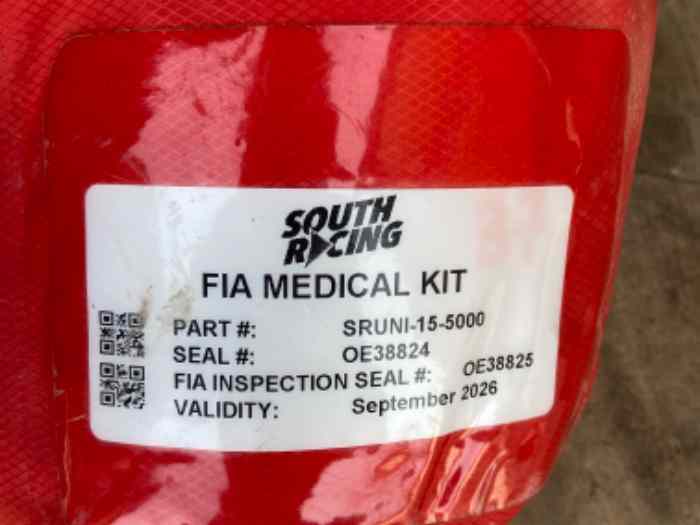 SOUTH
RACING
FIA MEDICAL KIT
PART #: SRUNI-15-5000
SEAL #: OE38824
FIA INSPECTION SEAL #: OE38825
VALIDITY: September 2026